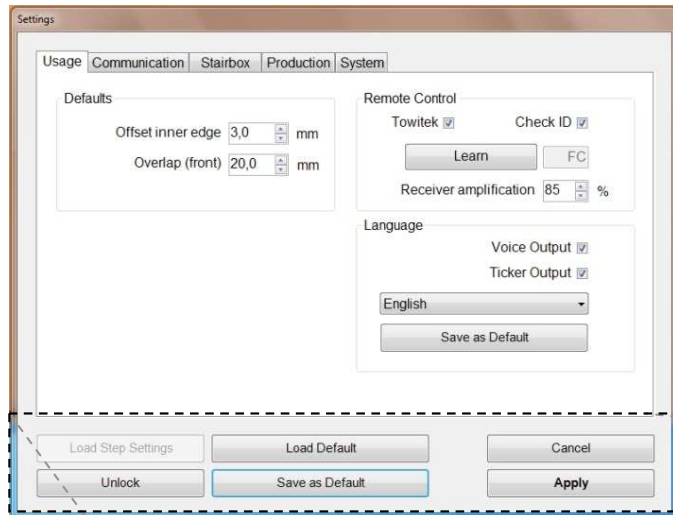 Settings
Usage Communication Stairbox Production System
Defaults
Offset inner edge 3,0 mm
Overlap (front) 20,0 mm
Remote Control
Towitek Check ID
Learn FC
Receiver amplification 85 %
Language
Voice Output
Ticker Output
English
Save as Default
Load Step Settings Load Default Cancel
Unlock Save as Default Apply